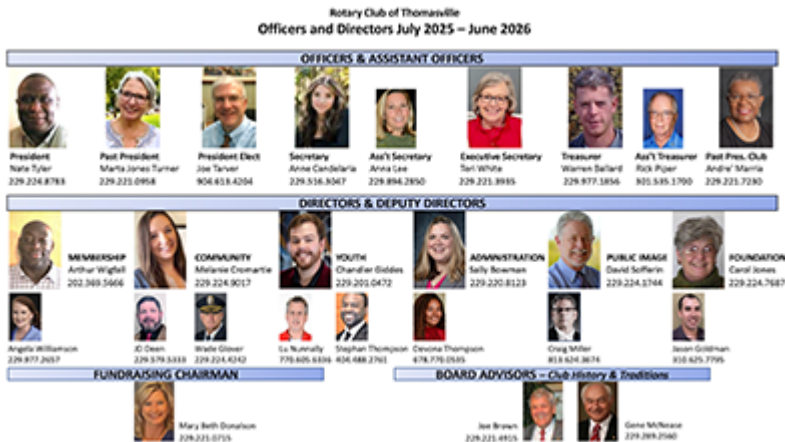 Rotary Club of Thomasville
Officers and Directors July 2025 – June 2026
OFFICERS & ASSISTANT OFFICERS
President
Nate Tyler
229.224.8783
Past President
Marta Jones Turner
229.221.0958
President Elect
Joe Tarver
904.613.4204
Secretary
Anne Candelaria
229.516.3047
Ass't Secretary
Anna Lee
229.894.2850
Executive Secretary
Teri White
229.221.3935
Treasurer
Warren Ballard
229.977.1856
Ass't Treasurer
Rick Piper
301.535.1700
Past Pres. Club
Andre' Marria
229.221.7230
DIRECTORS & DEPUTY DIRECTORS
MEMBERSHIP
Arthur Wigfall
202.369.5666
COMMUNITY
Melanie Cromartie
229.224.9017
YOUTH
Chandler Giddes
229.201.0472
ADMINISTRATION
Sally Bowman
229.220.8123
PUBLIC IMAGE
David
229.224.1744
FOUNDATION
Carol Jones
229.224.7687
Angela Williamson
229.977.2657
JD Deen
229.579.5333
Wade Glover
229.224.4242
Lu Nunnally
770.605.6336
Stephan Thompson
404.488.2761
Devona Thompson
678.770.0535
Craig Miller
813.624.3674
Jason Goldman
310.625.7795
FUNDRAISING CHAIRMAN
Mary Beth Donalson
229.221.0715
BOARD ADVISORS – Club History & Traditions
Joe Brown
229.221.4915
Gene McNease
229.289.2560